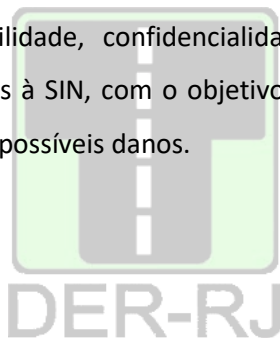 ilidade, confidencialida
s à SIN, com o objetivo
possíveis danos.
DER-RJ